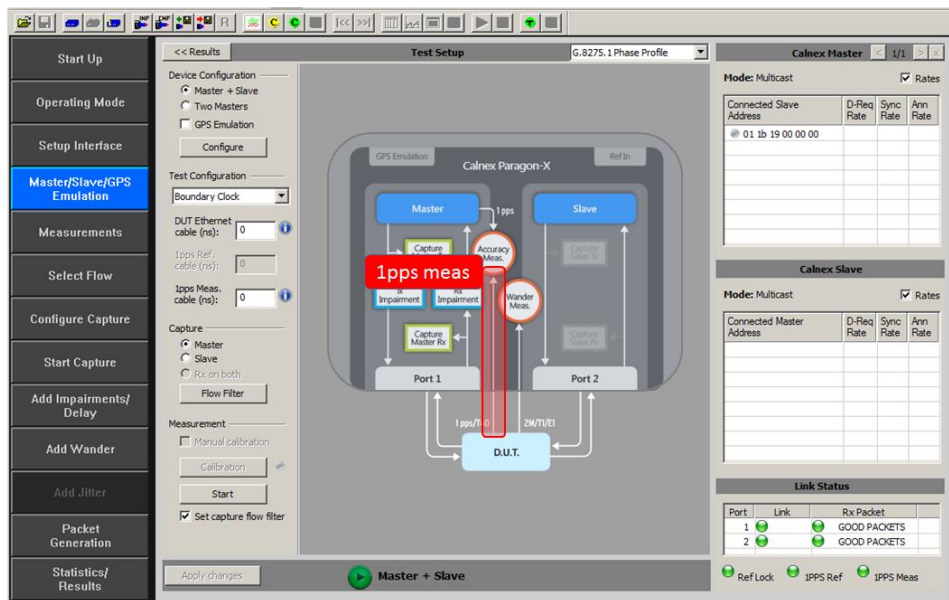 INF
INF
R
C
C
Start Up
Operating Mode
Setup Interface
Master/Slave/GPS
Emulation
Measurements
Select Flow
Configure Capture
Start Capture
Add Impairments/
Delay
Add Wander
Add Jitter
Packet
Generation
Statistics/
Results
<< Results
Test Setup
G.8275.1 Phase Profile
Device Configuration
Master + Slave
Two Masters
GPS Emulation
Configure
Test Configuration
Boundary Clock
DUT Ethernet
cable (ns):
0
1pps Ref.
cable (ns):
0
1pps Meas.
cable (ns):
0
Capture
Master
Slave
Rx on both
Flow Filter
Measurement
Manual calibration
Calibration
Start
Set capture flow filter
Apply changes
Master + Slave
GPS Emulation
Calnex Paragon-X
Ref In
Master
1 pps
Slave
Capture
Accuracy
Meas.
Capture
Slave Tx
1pps meas
Impairment
Rx
Impairment
Wander
Meas.
Capture
Master Rx
Capture
Slave Rx
Port 1
Port 2
1 pps/
2M/T1/E1
D.U.T.
Calnex Master
< 1/1 > x
Mode: Multicast
Rates
Connected Slave
Address
D-Req
Rate
Sync
Rate
Ann
Rate
01 1b 19 00 00 00
Calnex Slave
Mode: Multicast
Rates
Connected Master
Address
D-Req
Rate
Sync
Rate
Ann
Rate
Link Status
Port Link Rx Packet
1 GOOD PACKETS
2 GOOD PACKETS
Ref Lock 1PPS Ref 1PPS Meas